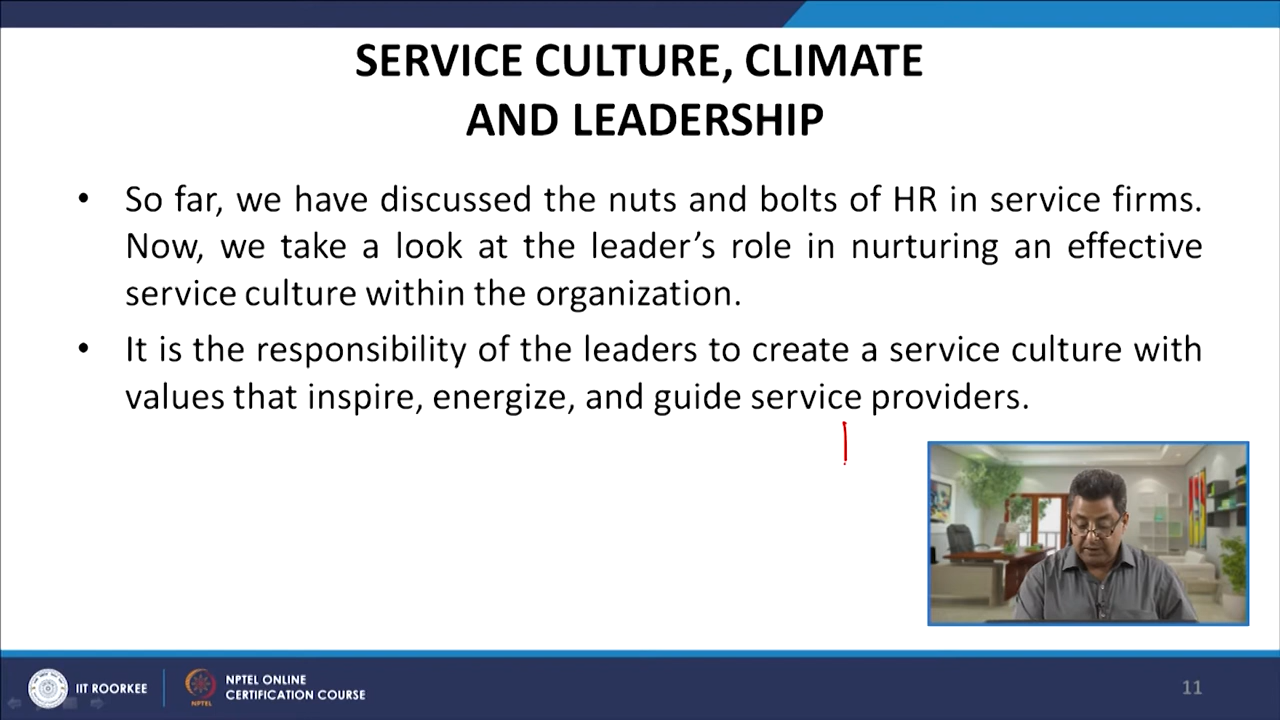 SERVICE CULTURE, CLIMATE
AND LEADERSHIP
• So far, we have discussed the nuts and bolts of HR in service firms.
Now, we take a look at the leader’s role in nurturing an effective
service culture within the organization.
• It is the responsibility of the leaders to create a service culture with
values that inspire, energize, and guide service providers.
IIT ROORKEE
NPTEL
NPTEL ONLINE
CERTIFICATION COURSE
11